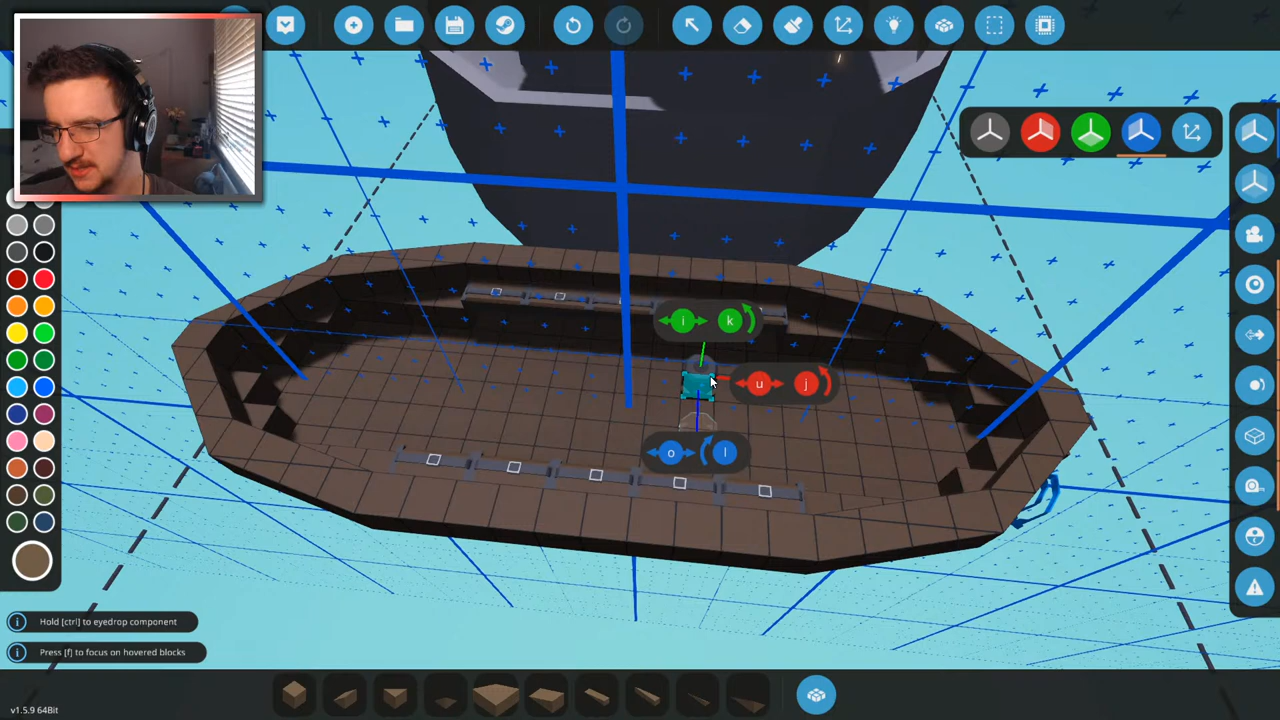 i k
u j
o l
Hold [ctrl] to eyedrop component
Press [f] to focus on hovered blocks
v1.5.9 64Bit